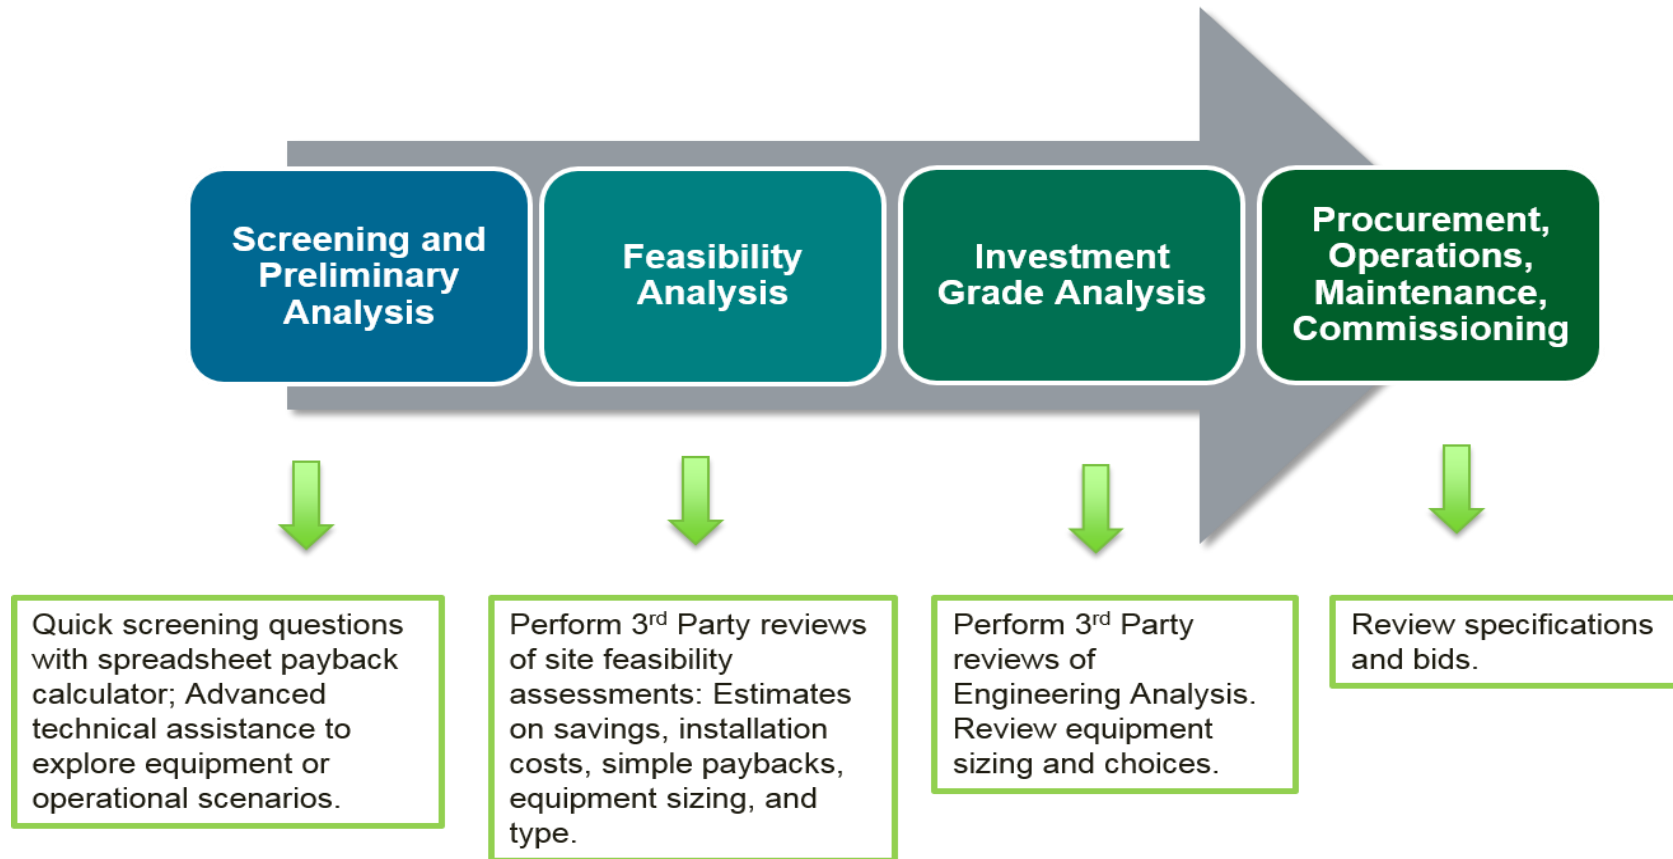 Screening and
Preliminary
Analysis
Feasibility
Analysis
Investment
Grade Analysis
Procurement,
Operations,
Maintenance,
Commissioning
Quick screening questions
with spreadsheet payback
calculator; Advanced
technical assistance to
explore equipment or
operational scenarios.
Perform 3rd Party reviews
of site feasibility
assessments: Estimates
on savings, installation
costs, simple paybacks,
equipment sizing, and
type.
Perform 3rd Party
reviews of
Engineering Analysis.
Review equipment
sizing and choices.
Review specifications
and bids.